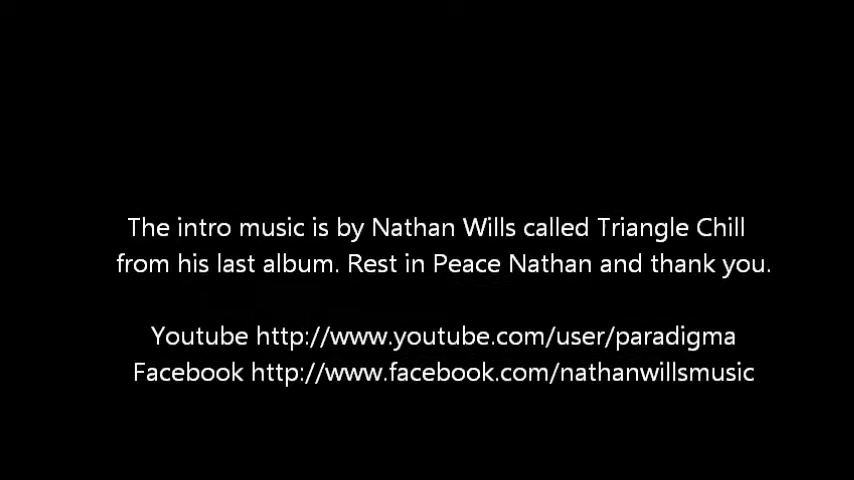 The intro music is by Nathan Wills called Triangle Chill
from his last album. Rest in Peace Nathan and thank you.
Youtube http://www.youtube.com/user/paradigma
Facebook http://www.facebook.com/nathanwillsmusic